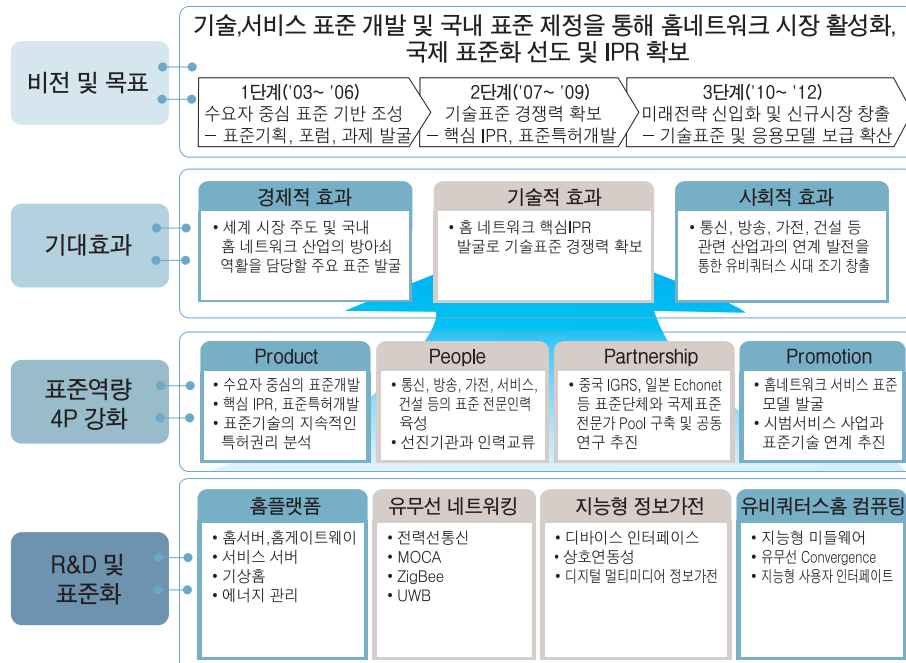 기술,서비스 표준 개발 및 국내 표준 제정을 통해 홈네트워크 시장 활성화,
국제 표준화 선도 및 IPR 확보
비전 및 목표
1단계('03~ '06)
수요자 중심 표준 기반 조성
– 표준기획, 포럼, 과제 발굴
2단계('07~ '09)
기술표준 경쟁력 확보
– 핵심 IPR, 표준특허개발
3단계('10~ '12)
미래전략 신입화 및 신규시장 창출
– 기술표준 및 응용모델 보급 확산
기대효과
경제적 효과
• 세계 시장 주도 및 국내
홈 네트워크 산업의 방아쇠
역활을 담당할 주요 표준 발굴
기술적 효과
• 홈 네트워크 핵심IPR
발굴로 기술표준 경쟁력 확보
사회적 효과
• 통신, 방송, 가전, 건설 등
관련 산업과의 연계 발전을
통한 유비쿼터스 시대 조기 창출
표준역량
4P 강화
Product
• 수요자 중심의 표준개발
• 핵심 IPR, 표준특허개발
• 표준기술의 지속적인
특허권리 분석
People
• 통신, 방송, 가전, 서비스,
건설 등의 표준 전문인력
육성
• 선진기관과 인력교류
Partnership
• 중국 IGRS, 일본 Echonet
등 표준단체와 국제표준
전문가 Pool 구축 및 공동
연구 추진
Promotion
• 홈네트워크 서비스 표준
모델 발굴
• 시범서비스 사업과
표준기술 연계 추진
R&D 및
표준화
홈플랫폼
• 홈서버,홈게이트웨이
• 서비스 서버
• 기상홈
• 에너지 관리
유무선 네트워킹
• 전력선통신
• MOCA
• ZigBee
• UWB
지능형 정보가전
• 디바이스 인터페이스
• 상호연동성
• 디지털 멀티미디어 정보가전
유비쿼터스홈 컴퓨팅
• 지능형 미들웨어
• 유무선 Convergence
• 지능형 사용자 인터페이트